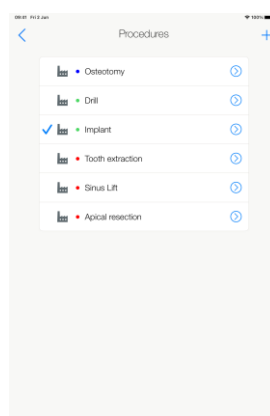 Procedures
Osteotomy
Drill
Implant
Tooth extraction
Sinus Lift
Apical resection